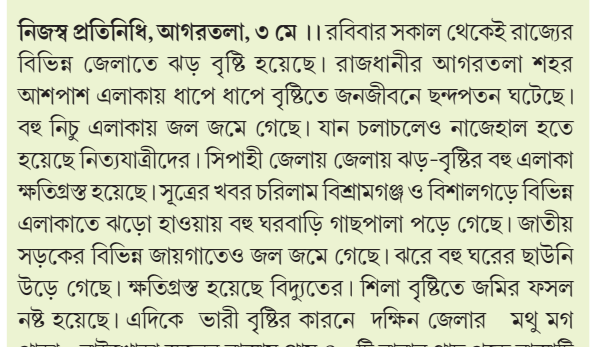 নিজস্ব প্রতিনিধি, আগরতলা, ৩ মে ।। রবিবার সকাল থেকেই রাজ্যের
বিভিন্ন জেলাতে ঝড় বৃষ্টি হয়েছে। রাজধানীর আগরতলা শহর
আশপাশ এলাকায় ধাপে ধাপে বৃষ্টিতে জনজীবনে ছন্দপতন ঘটেছে।
বহু নিচু এলাকায় জল জমে গেছে। যান চলাচলেও নাজেহাল হতে
হয়েছে নিত্যযাত্রীদের। সিপাহী জেলায় জেলায় ঝড়-বৃষ্টির বহু এলাকা
ক্ষতিগ্রস্ত হয়েছে। সূত্রের খবর চরিলাম বিশ্রামগঞ্জ ও বিশালগড়ে বিভিন্ন
এলাকাতে ঝড়ো হাওয়ায় বহু ঘরবাড়ি গাছপালা পড়ে গেছে। জাতীয়
সড়কের বিভিন্ন জায়গাতেও জল জমে গেছে। ঝরে বহু ঘরের ছাউনি
উড়ে গেছে। ক্ষতিগ্রস্ত হয়েছে বিদ্যুতের। শিলা বৃষ্টিতে জমির ফসল
নষ্ট হয়েছে। এদিকে ভারী বৃষ্টির কারনে দক্ষিন জেলার মথু মগ